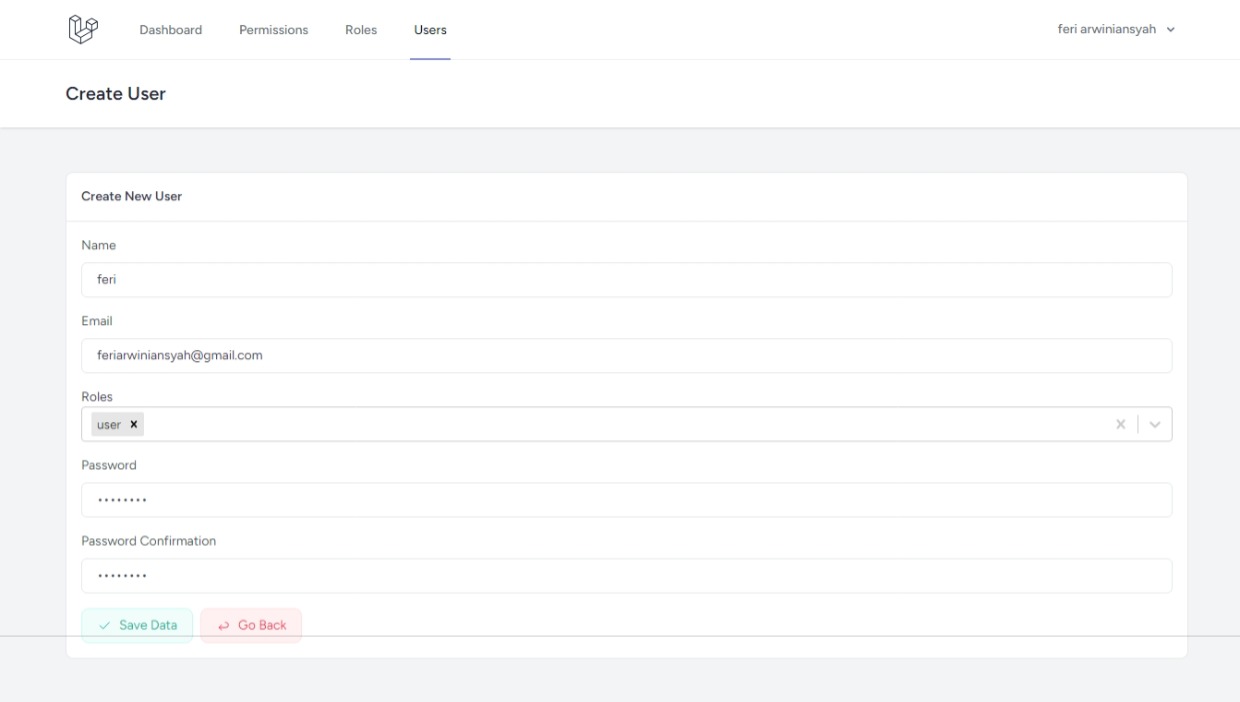 Dashboard Permissions Roles Users feri arwiniansyah
Create User
Create New User
Name
feri
Email
feriarwiniansyah@gmail.com
Roles
user
Password
••••••••
Password Confirmation
••••••••
Save Data Go Back